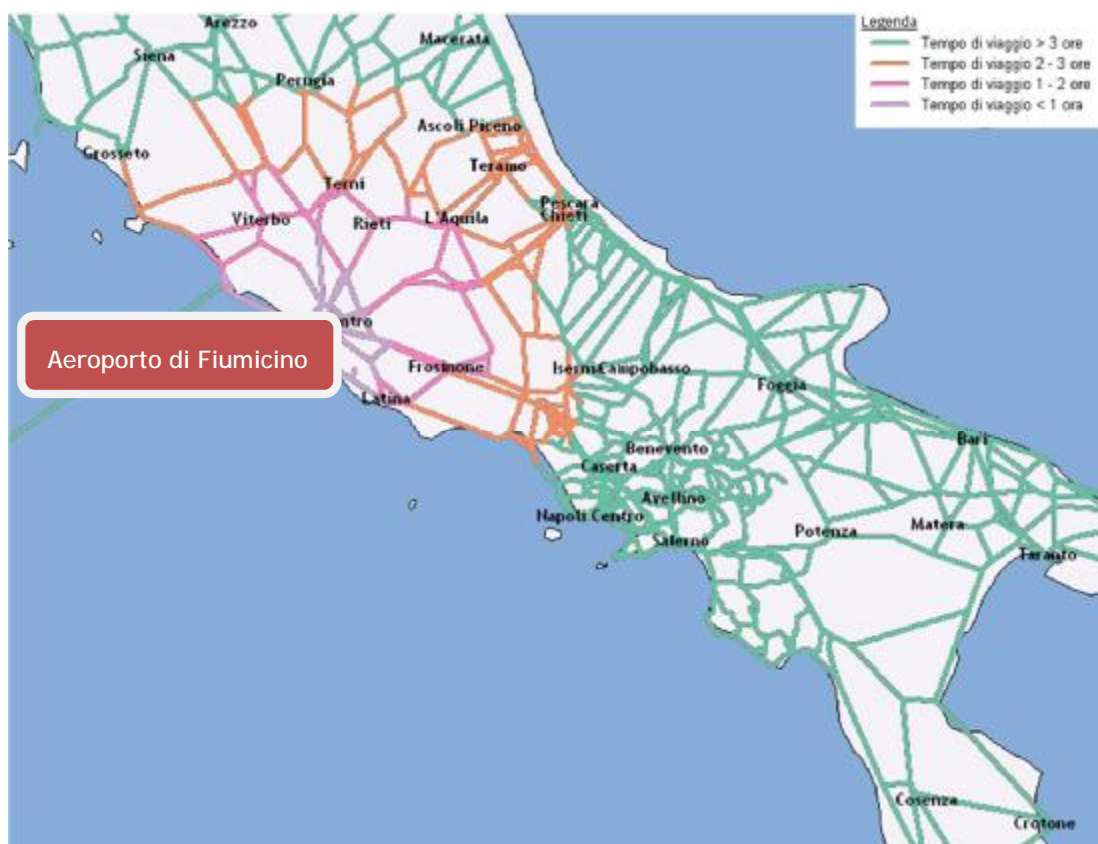 Legenda
Tempo di viaggio > 3 ore
Tempo di viaggio 2 - 3 ore
Tempo di viaggio 1 - 2 ore
Tempo di viaggio < 1 ora
Arezzo
Macerata
Siena
Perugia
Ascoli Piceno
Grosseto
Teramo
Terni
Pescara
Viterbo
Rieti
L'Aquila
Chieti
ntro
Aeroporto di Fiumicino
Frosinone
Isernia
Campobasso
Foggia
Latina
Bari
Benevento
Caserta
Avellino
Napoli Centro
Salerno
Potenza
Matera
Taranto
Cosenza
Crotone